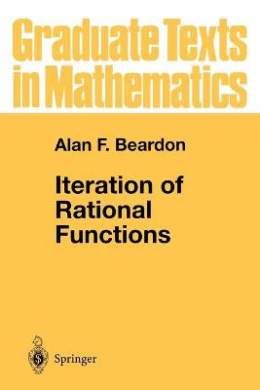 Graduate Texts
in Mathematics
Alan F. Beardon
Iteration of
Rational
Functions
Springer